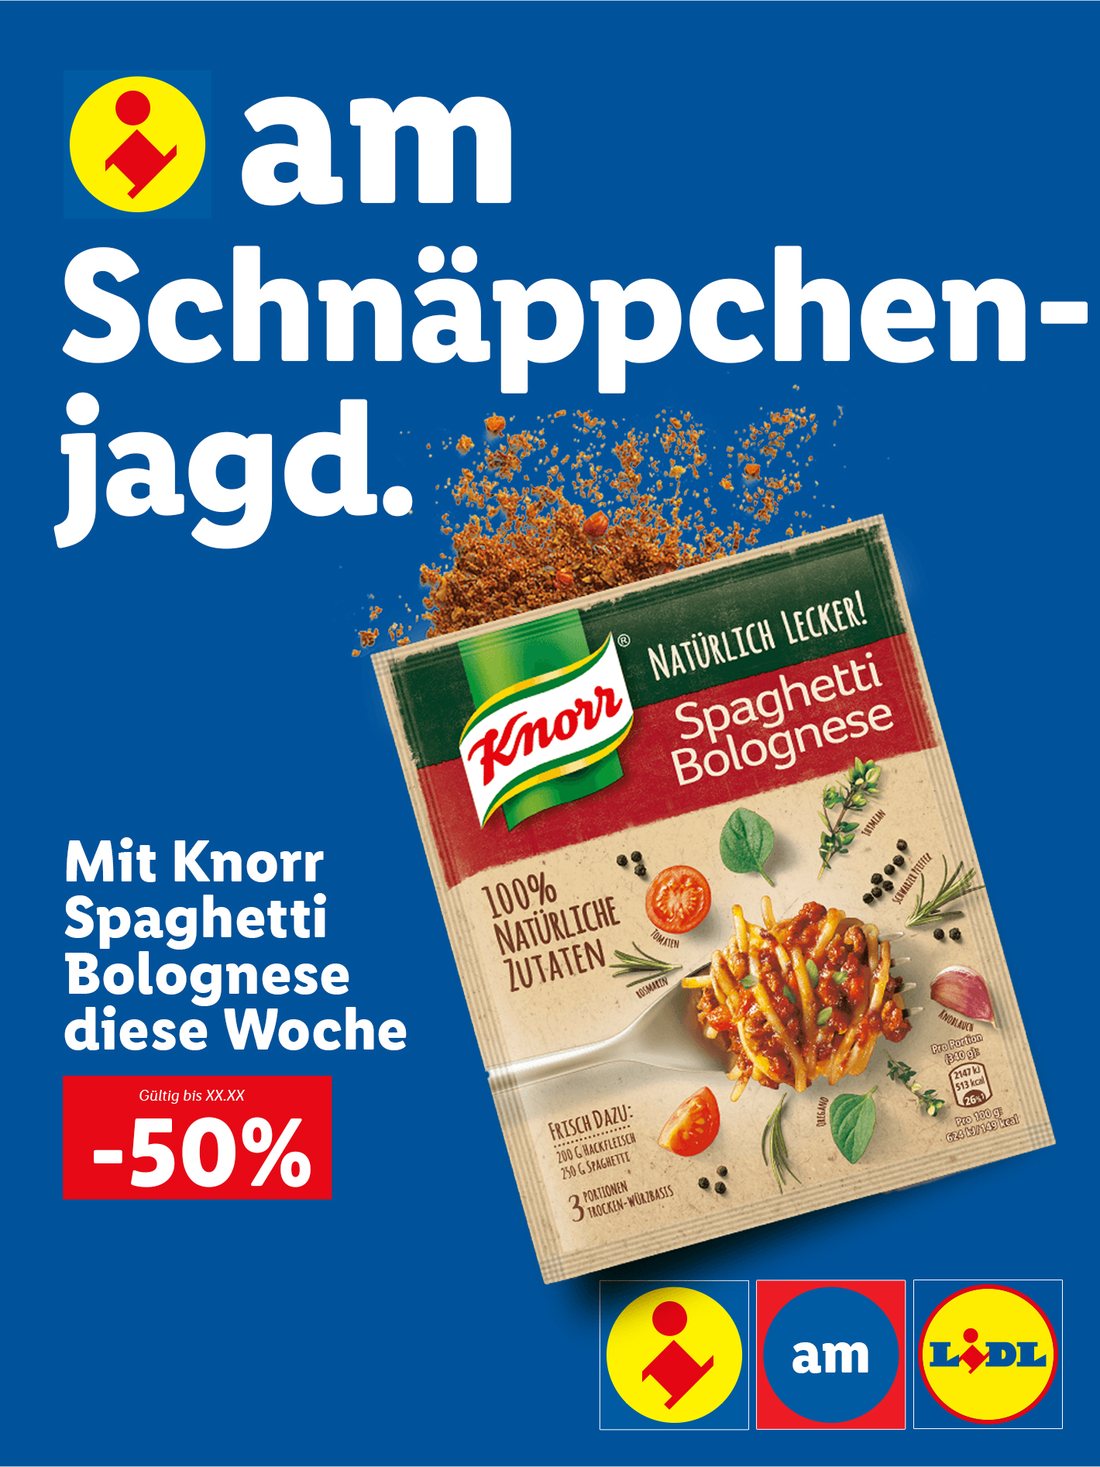 am
Schnäppchen-
jagd.
NATÜRLICH LECKER!
Knorr®
Spaghetti
Bolognese
100%
NATÜRLICHE
ZUTATEN
THYMIAN
SCHWARZER PFEFFER
TOMATEN
ROSMARIN
KNOBLAUCH
OREGANO
Pro Portion
(340 g):
2147 kJ
513 kcal
26%
Pro 100 g:
624 kJ/149 kcal
FRISCH DAZU:
200 G HACKFLEISCH
250 G SPAGHETTI
3 PORTIONEN
TROCKEN-WÜRZBASIS
Mit Knorr
Spaghetti
Bolognese
diese Woche
Gültig bis XX.XX
-50%
am
LiDL